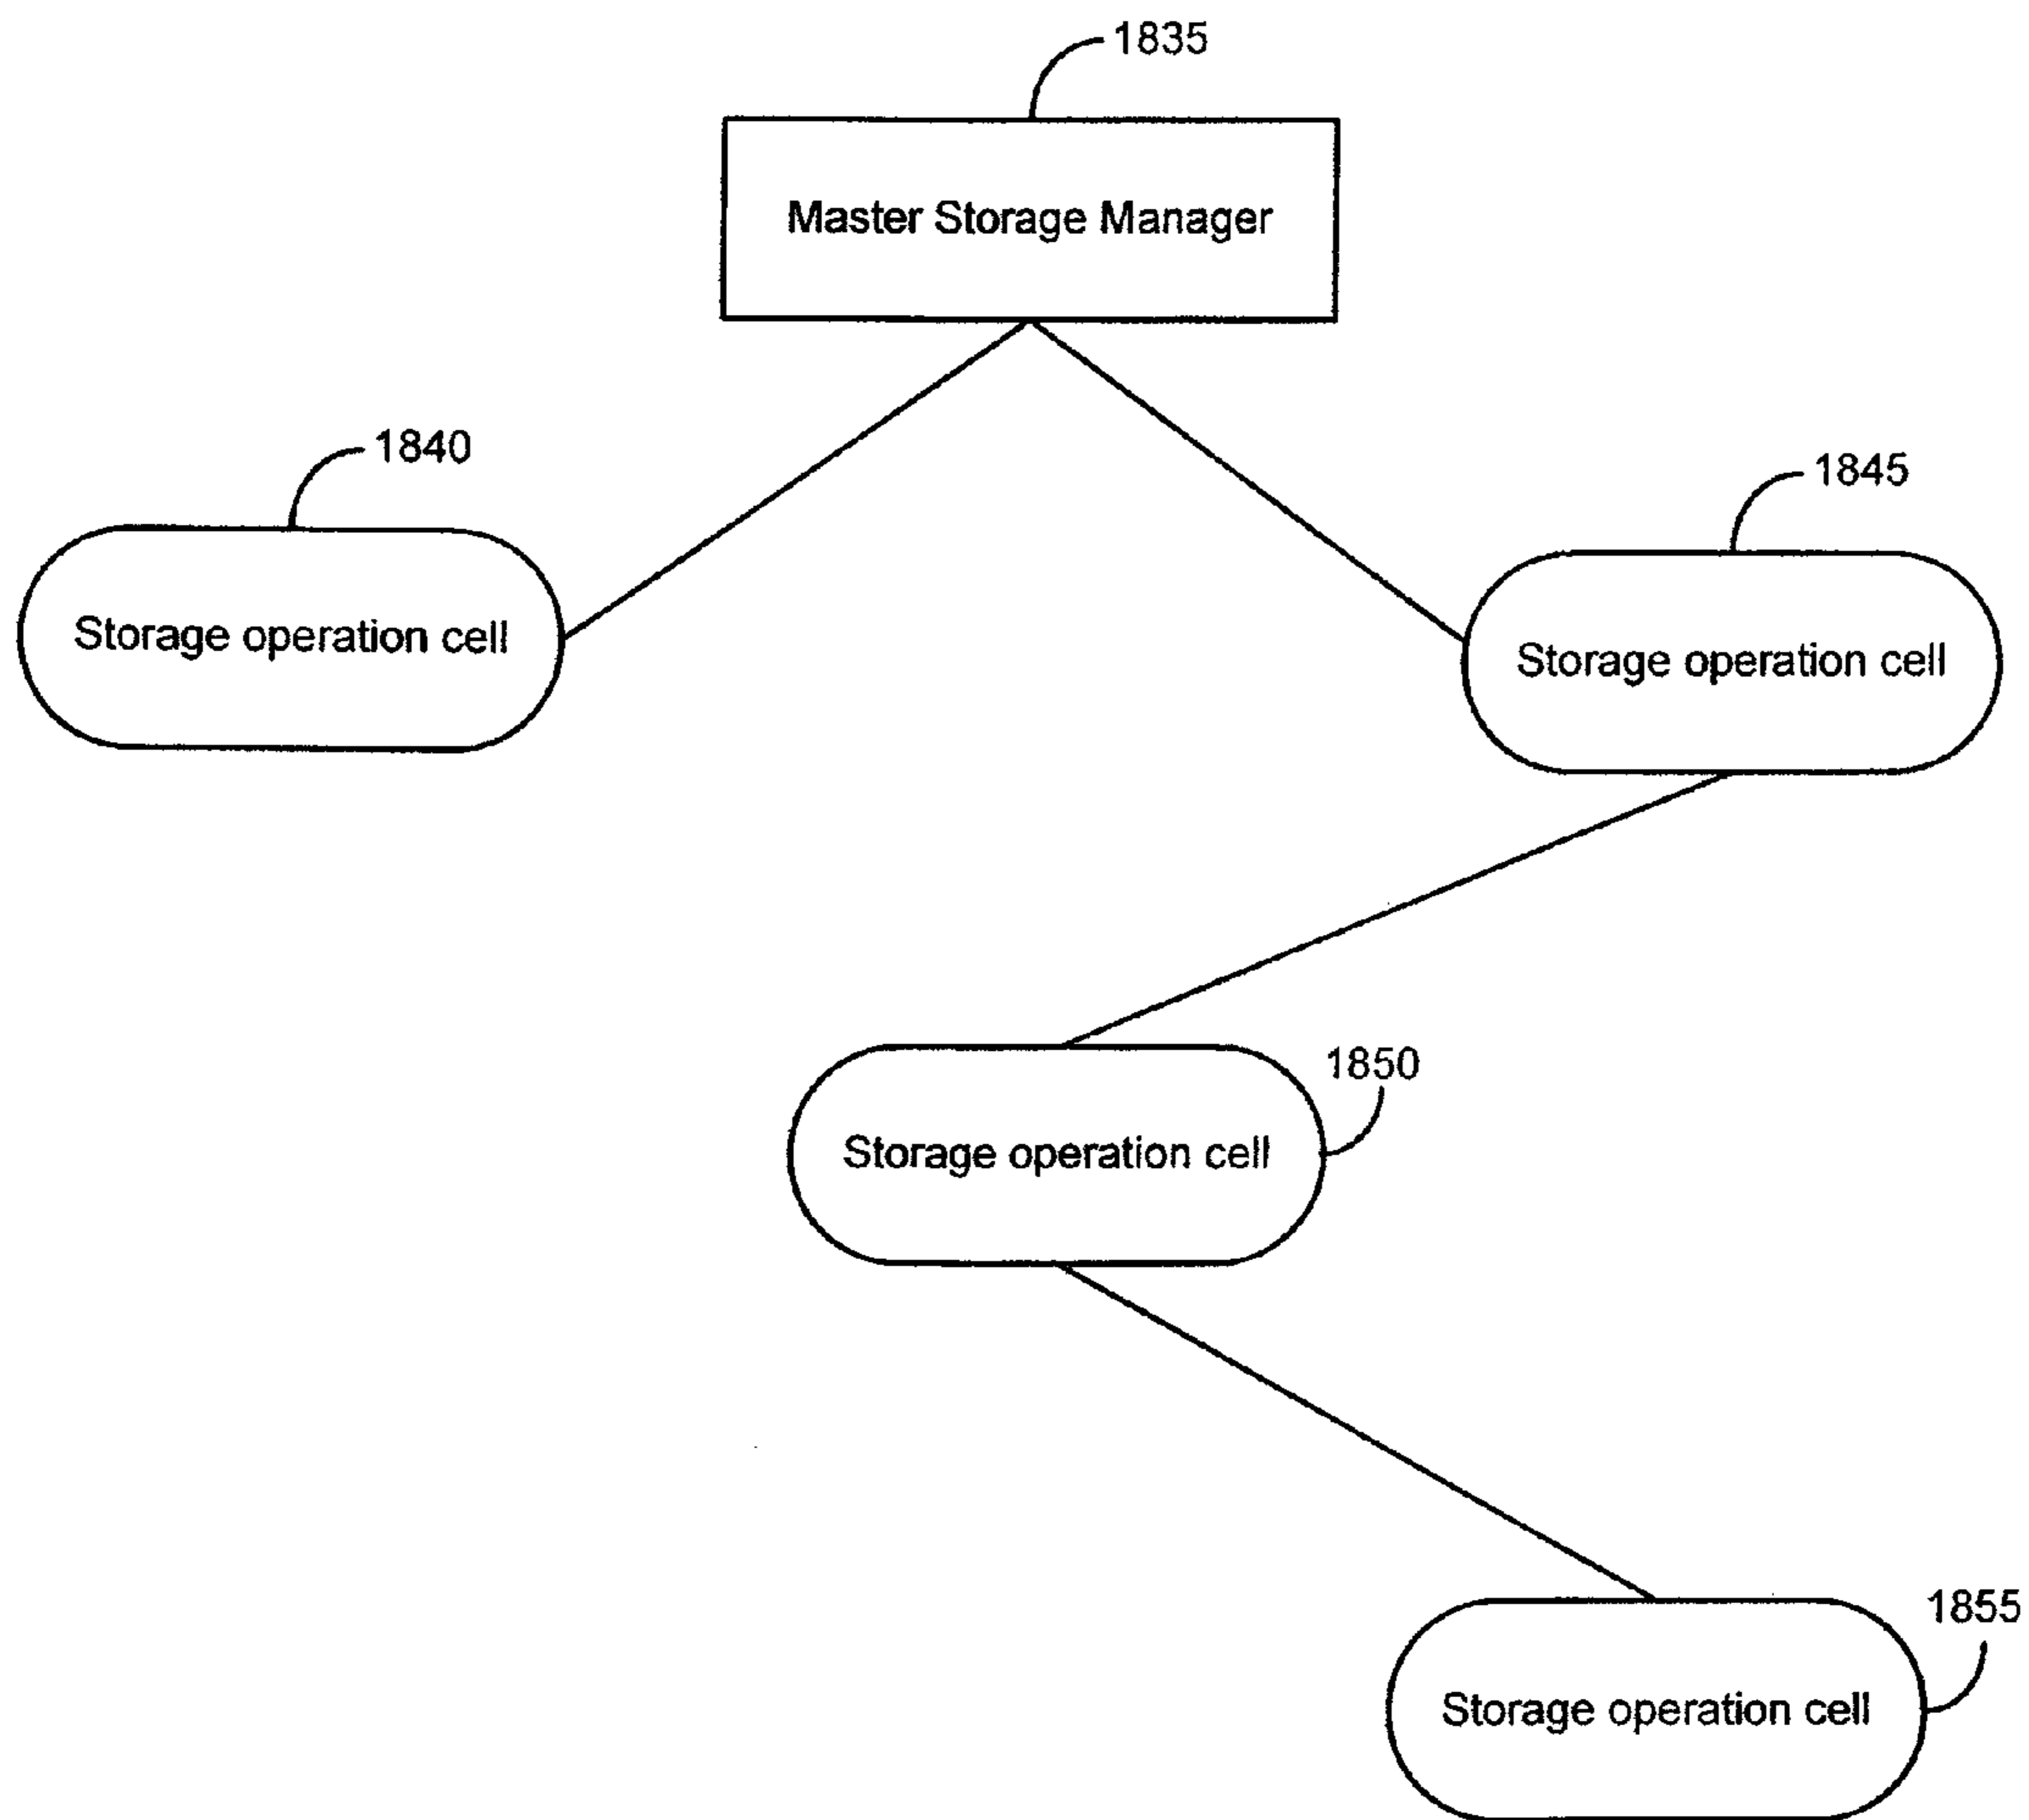 1835
Master Storage Manager
1840
1845
Storage operation cell
Storage operation cell
1850
Storage operation cell
1855
Storage operation cell